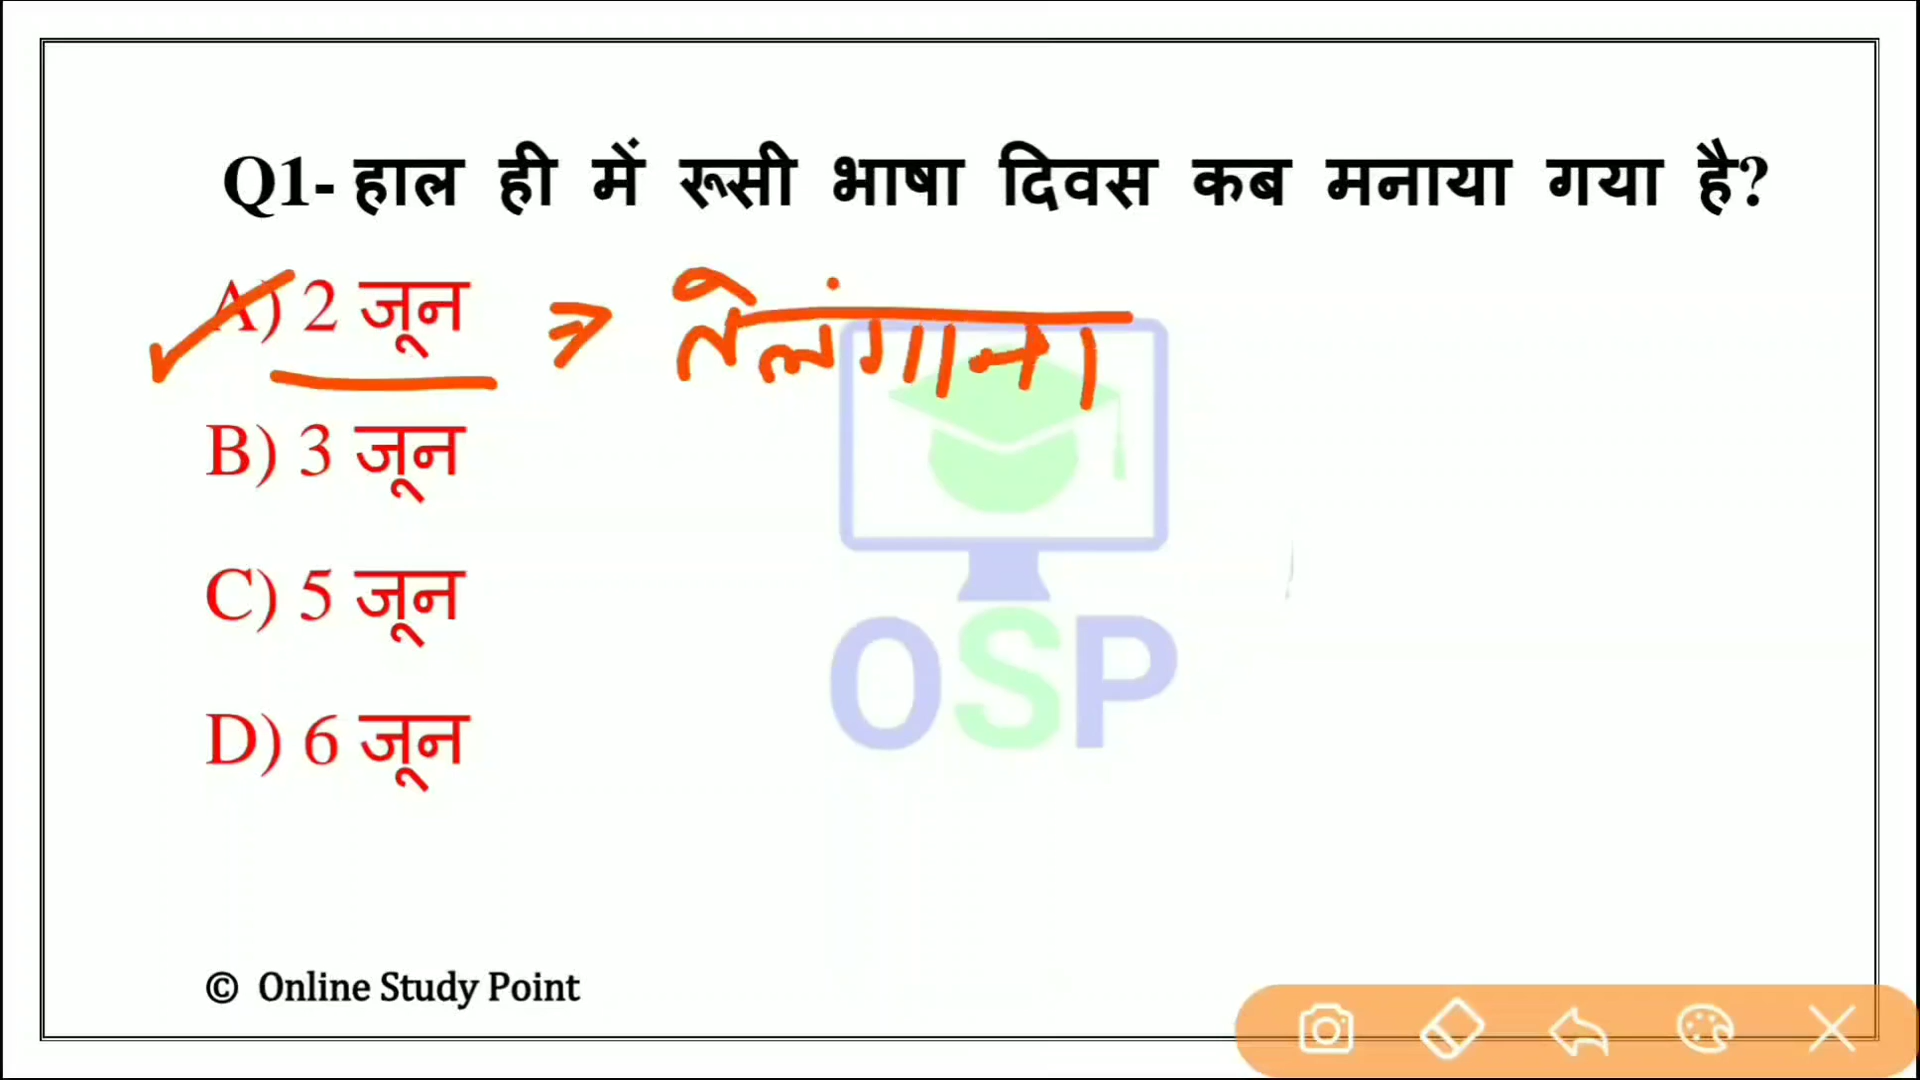 Q1- हाल ही में रूसी भाषा दिवस कब मनाया गया है?
A) 2 जून ⇒ तेलंगाना
B) 3 जून
C) 5 जून
D) 6 जून
OSP
© Online Study Point